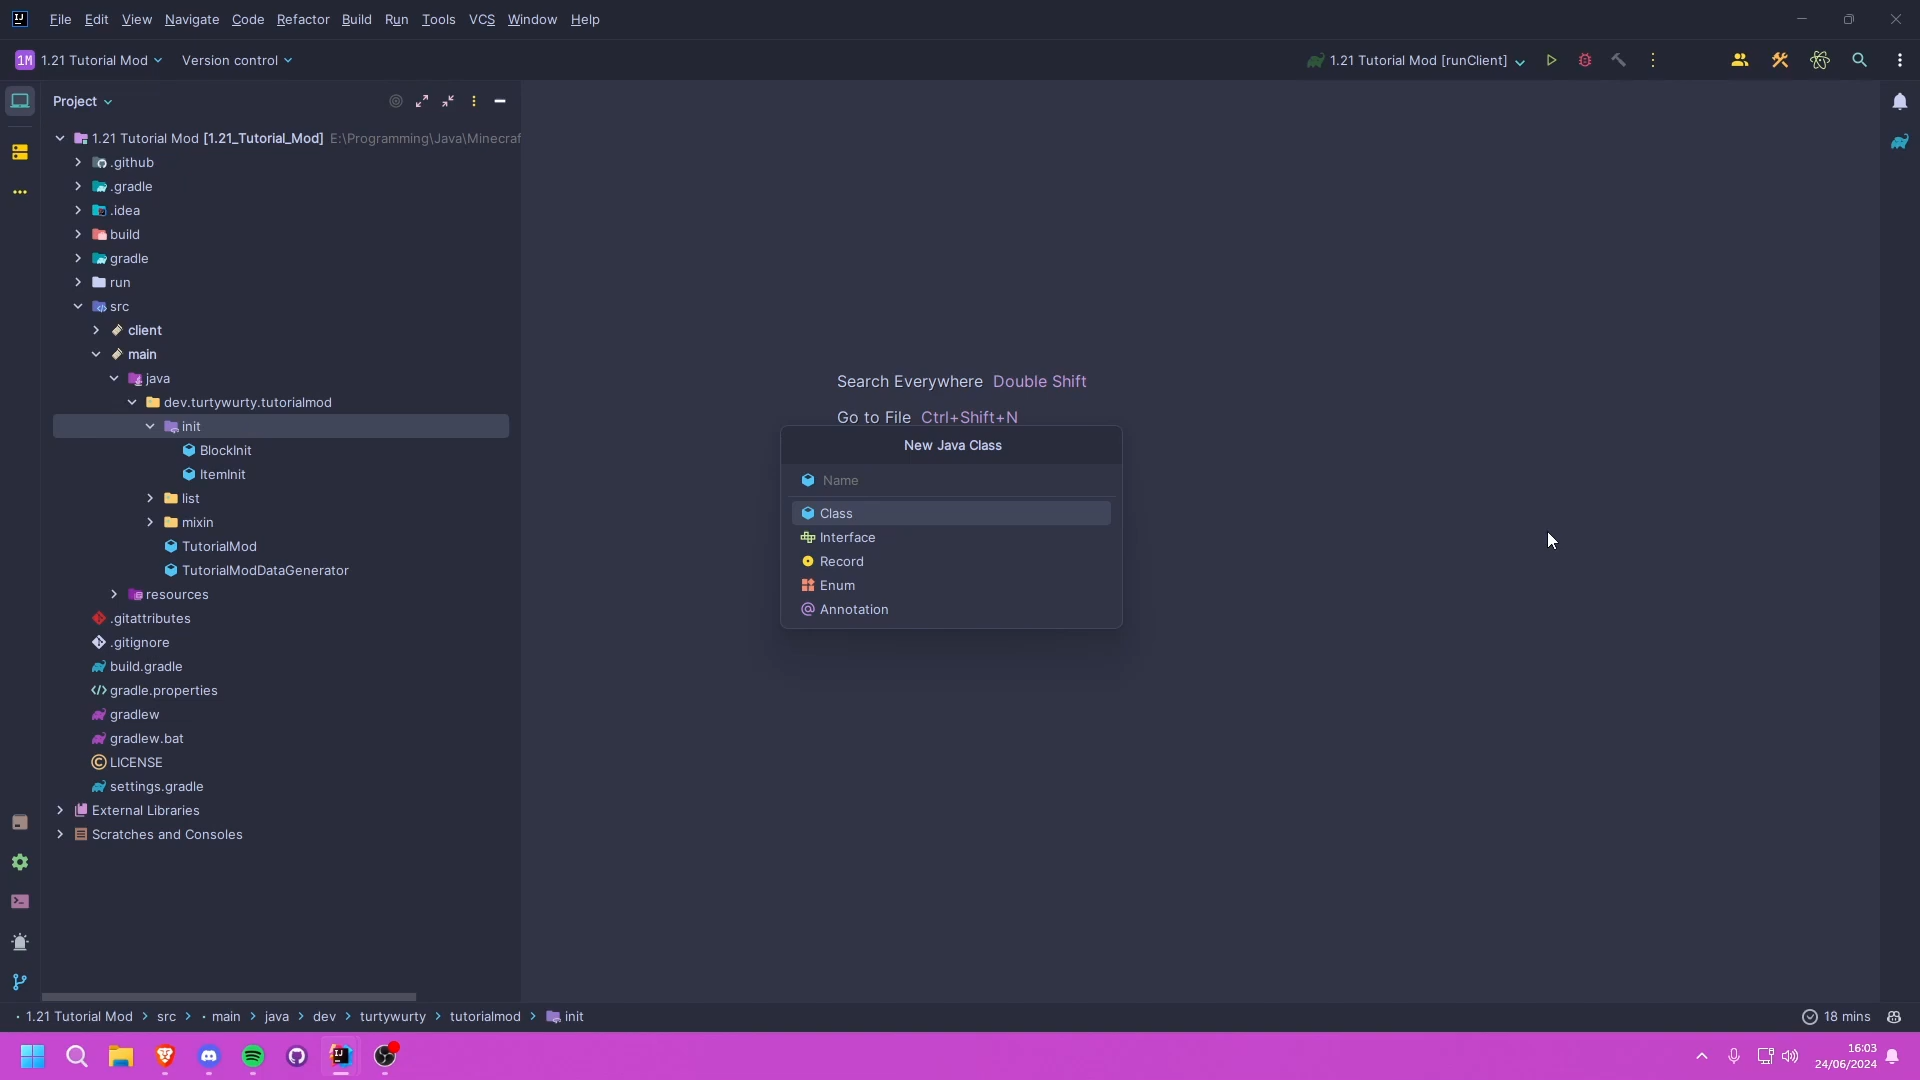 File Edit View Navigate Code Refactor Build Run Tools VCS Window Help
1M 1.21 Tutorial Mod Version control 1.21 Tutorial Mod [runClient]
Project
1.21 Tutorial Mod [1.21_Tutorial_Mod] E:\Programming\Java\Minecraf
.github
.gradle
.idea
build
gradle
run
src
client
main
java
dev.turtywurty.tutorialmod
init
BlockInit
ItemInit
list
mixin
TutorialMod
TutorialModDataGenerator
resources
.gitattributes
.gitignore
build.gradle
gradle.properties
gradlew
gradlew.bat
LICENSE
settings.gradle
External Libraries
Scratches and Consoles
Search Everywhere Double Shift
Go to File Ctrl+Shift+N
New Java Class
Name
Class
Interface
Record
Enum
Annotation
1.21 Tutorial Mod > src > main > java > dev > turtywurty > tutorialmod > init
18 mins
16:03
24/06/2024